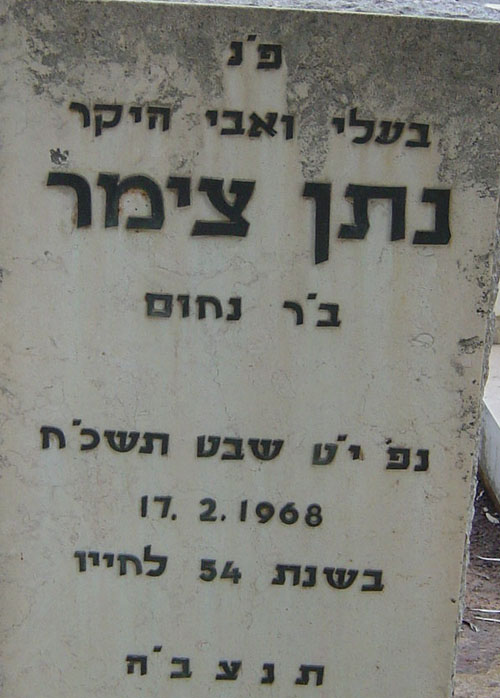 פ"נ
בעלי ואבי היקר
נתן צימר
ב"ר נחום
נפ' י"ט שבט תשכ"ח
17.2.1968
בשנת 54 לחייו
ת נ צ ב "ה